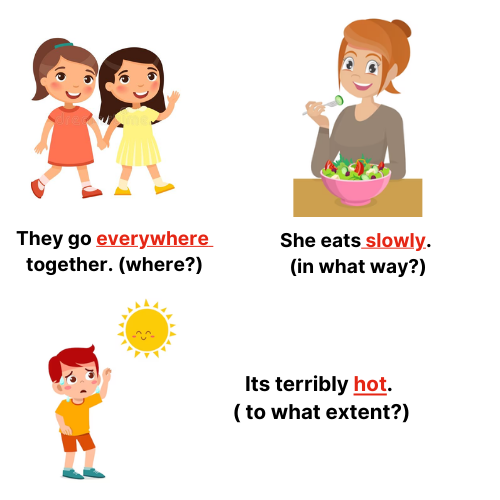 They go everywhere
together. (where?)
She eats slowly.
(in what way?)
Its terribly hot.
( to what extent?)